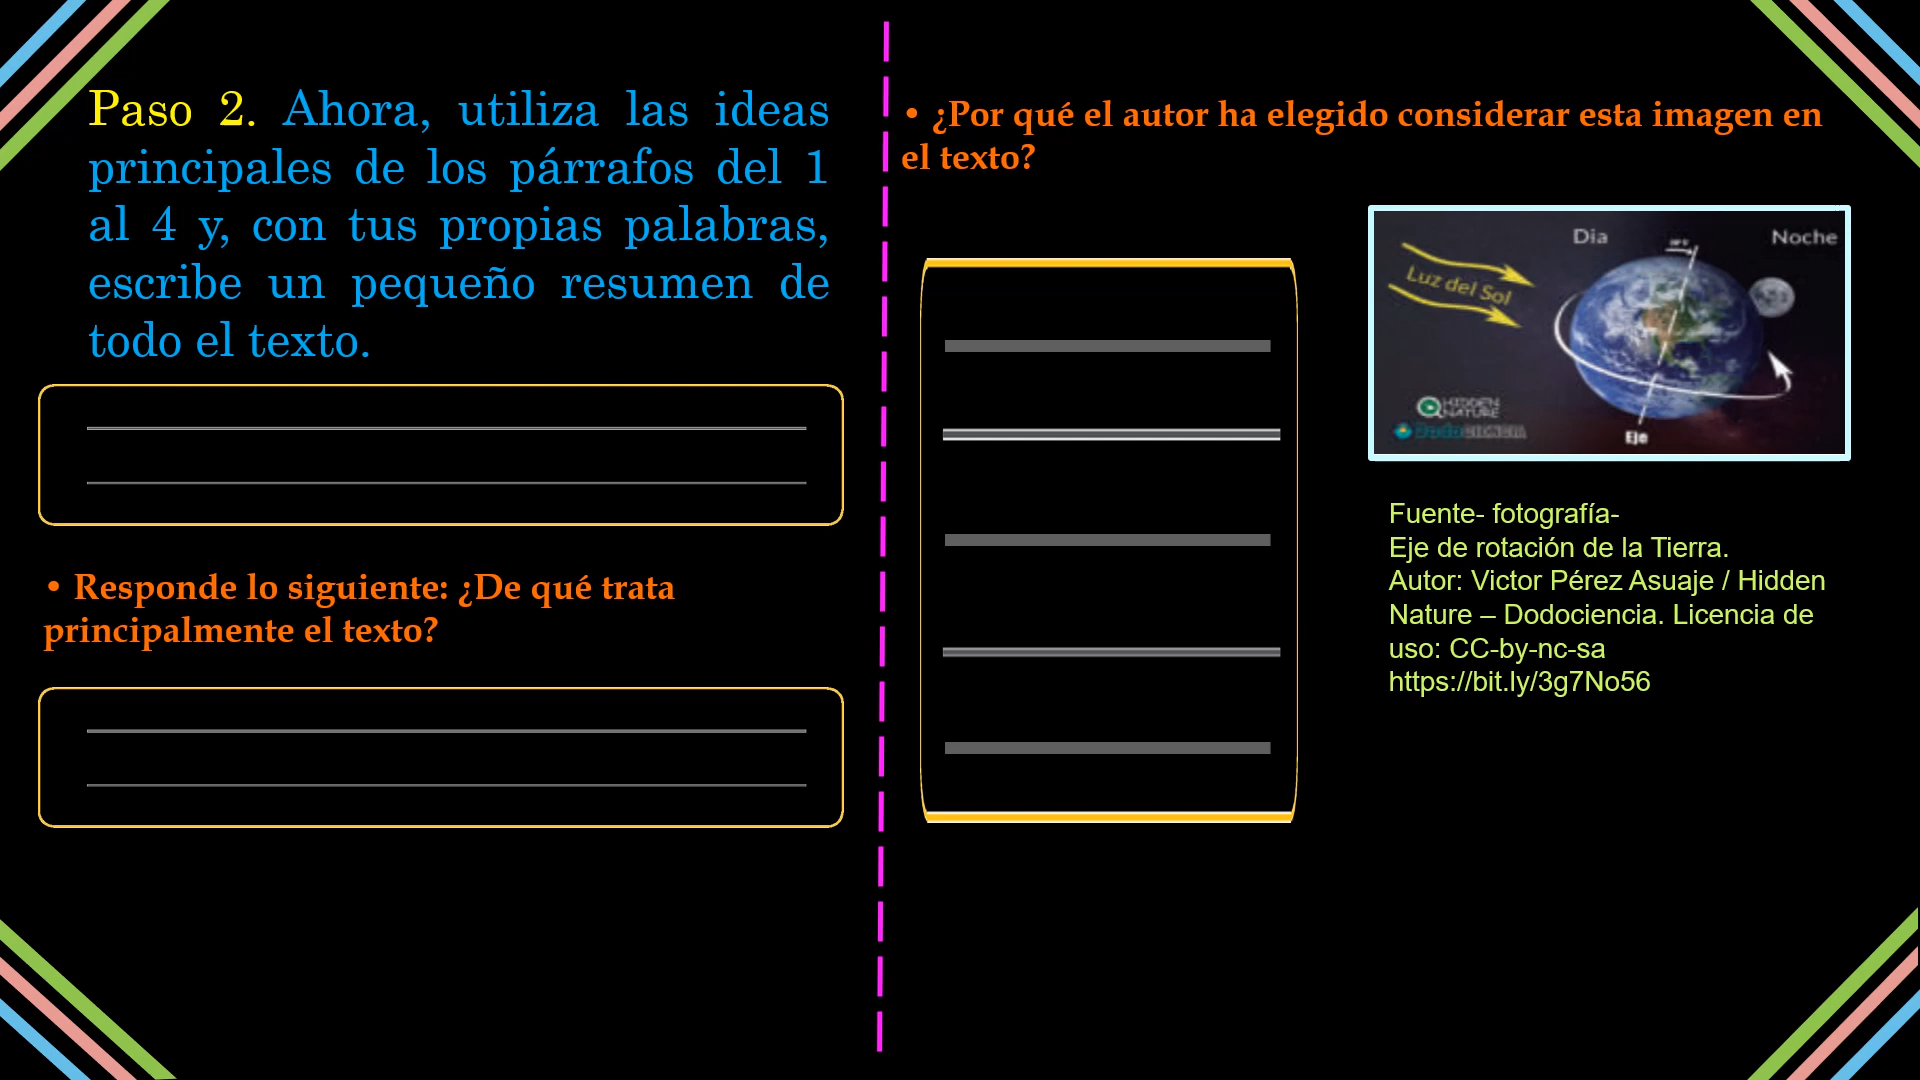 Paso 2. Ahora, utiliza las ideas
principales de los párrafos del 1
al 4 y, con tus propias palabras,
escribe un pequeño resumen de
todo el texto.
• Responde lo siguiente: ¿De qué trata
principalmente el texto?
• ¿Por qué el autor ha elegido considerar esta imagen en
el texto?
Dia
Noche
Luz del Sol
HIDDEN
NATURE
DodoCIENCIA
Eje
Fuente- fotografía-
Eje de rotación de la Tierra.
Autor: Victor Pérez Asuaje / Hidden
Nature – Dodociencia. Licencia de
uso: CC-by-nc-sa
https://bit.ly/3g7No56